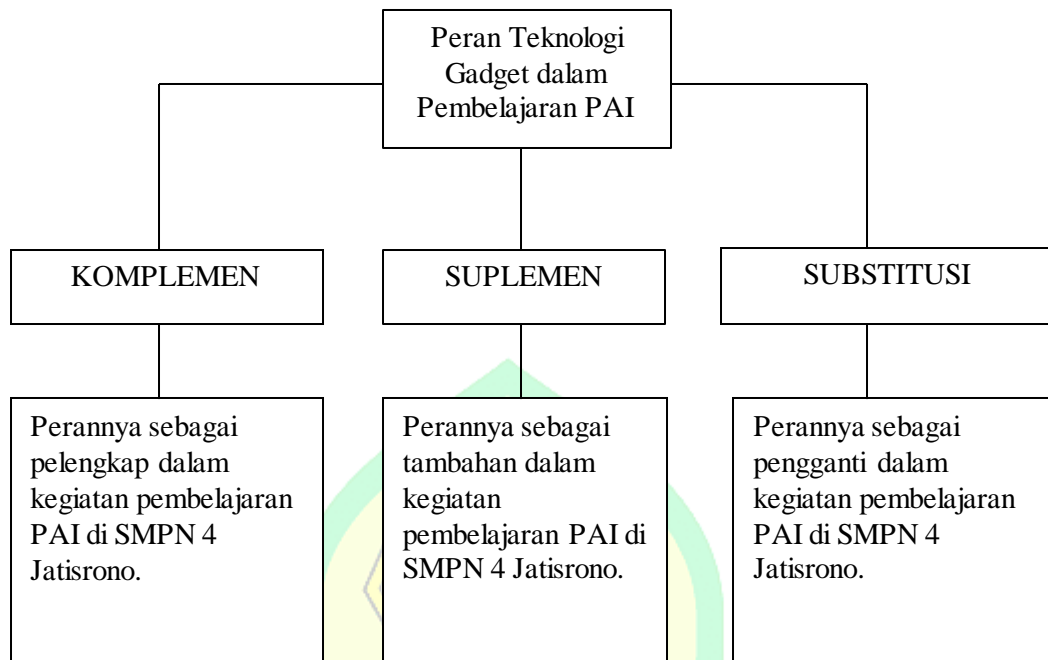 Peran Teknologi
Gadget dalam
Pembelajaran PAI
KOMPLEMEN
SUPLEMEN
SUBSTITUSI
Perannya sebagai
pelengkap dalam
kegiatan pembelajaran
PAI di SMPN 4
Jatisrono.
Perannya sebagai
tambahan dalam
kegiatan
pembelajaran PAI di
SMPN 4 Jatisrono.
Perannya sebagai
pengganti dalam
kegiatan pembelajaran
PAI di SMPN 4
Jatisrono.